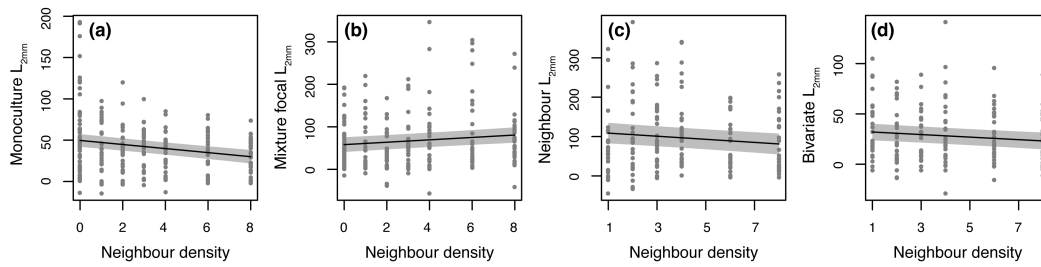 (a)
Monoculture L2mm
200
150
100
50
0
0 2 4 6 8
Neighbour density
(b)
Mixture focal L2mm
300
200
100
0
0 2 4 6 8
Neighbour density
(c)
Neighbour L2mm
300
200
100
0
1 3 5 7
Neighbour density
(d)
Bivariate L2mm
100
50
0
1 3 5 7
Neighbour density